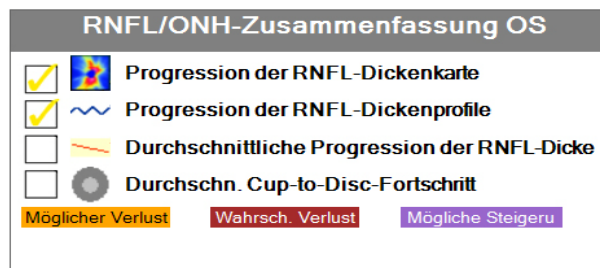 RNFL/ONH-Zusammenfassung OS
Progression der RNFL-Dickenkarte
Progression der RNFL-Dickenprofile
Durchschnittliche Progression der RNFL-Dicke
Durchschn. Cup-to-Disc-Fortschritt
Möglicher Verlust Wahrsch. Verlust Mögliche Steigeru